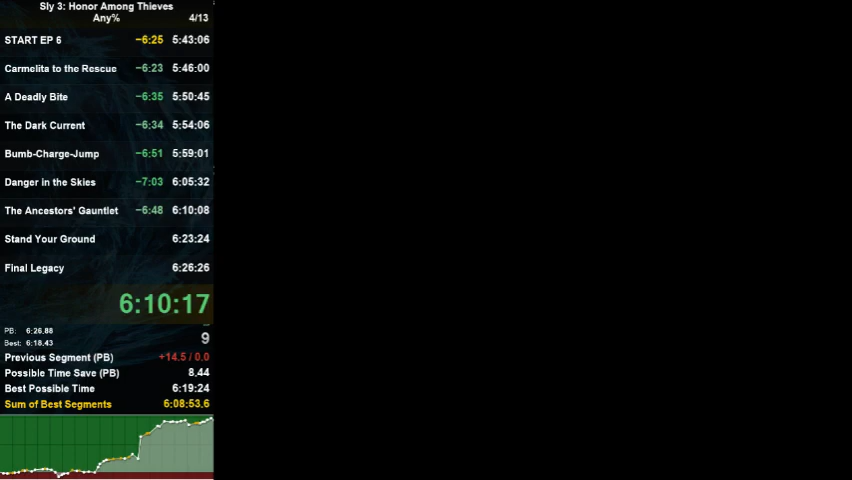 Sly 3: Honor Among Thieves
Any% 4/13
START EP 6 −6:25 5:43:06
Carmelita to the Rescue −6:23 5:46:00
A Deadly Bite −6:35 5:50:45
The Dark Current −6:34 5:54:06
Bumb-Charge-Jump −6:51 5:59:01
Danger in the Skies −7:03 6:05:32
The Ancestors' Gauntlet −6:48 6:10:08
Stand Your Ground 6:23:24
Final Legacy 6:26:26
6:10:17
PB: 6:26.88
Best: 6:18.43
9
Previous Segment (PB) +14.5 / 0.0
Possible Time Save (PB) 8.44
Best Possible Time 6:19:24
Sum of Best Segments 6:08:53.6